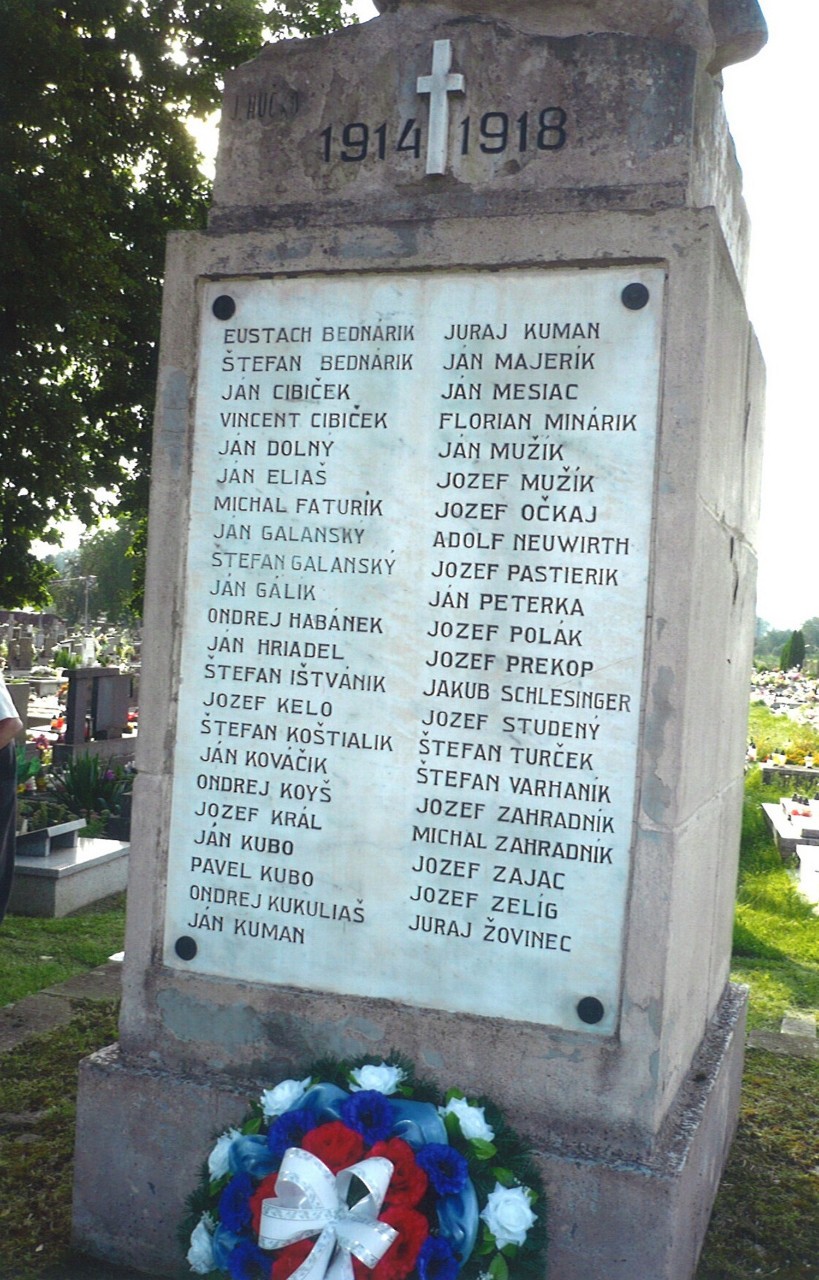 J. HUČKO
1914 1918
EUSTACH BEDNÁRIK
ŠTEFAN BEDNÁRIK
JÁN CIBIČEK
VINCENT CIBIČEK
JÁN DOLNÝ
JÁN ELIAŠ
MICHAL FATURÍK
JÁN GALANSKÝ
ŠTEFAN GALANSKÝ
JÁN GÁLIK
ONDREJ HABÁNEK
JÁN HRIADEL
ŠTEFAN IŠTVÁNIK
JOZEF KELO
ŠTEFAN KOŠTIALIK
JÁN KOVÁČIK
ONDREJ KOYŠ
JOZEF KRÁL
JÁN KUBO
PAVEL KUBO
ONDREJ KUKULIAŠ
JÁN KUMAN
JURAJ KUMAN
JÁN MAJERÍK
JÁN MESIAC
FLORIAN MINÁRIK
JÁN MUŽÍK
JOZEF MUŽÍK
JOZEF OČKAJ
ADOLF NEUWIRTH
JOZEF PASTIERIK
JÁN PETERKA
JOZEF POLÁK
JOZEF PREKOP
JAKUB SCHLESINGER
JOZEF STUDENÝ
ŠTEFAN TURČEK
ŠTEFAN VARHANÍK
JOZEF ZAHRADNÍK
MICHAL ZAHRADNÍK
JOZEF ZAJAC
JOZEF ZELÍG
JURAJ ŽOVINEC